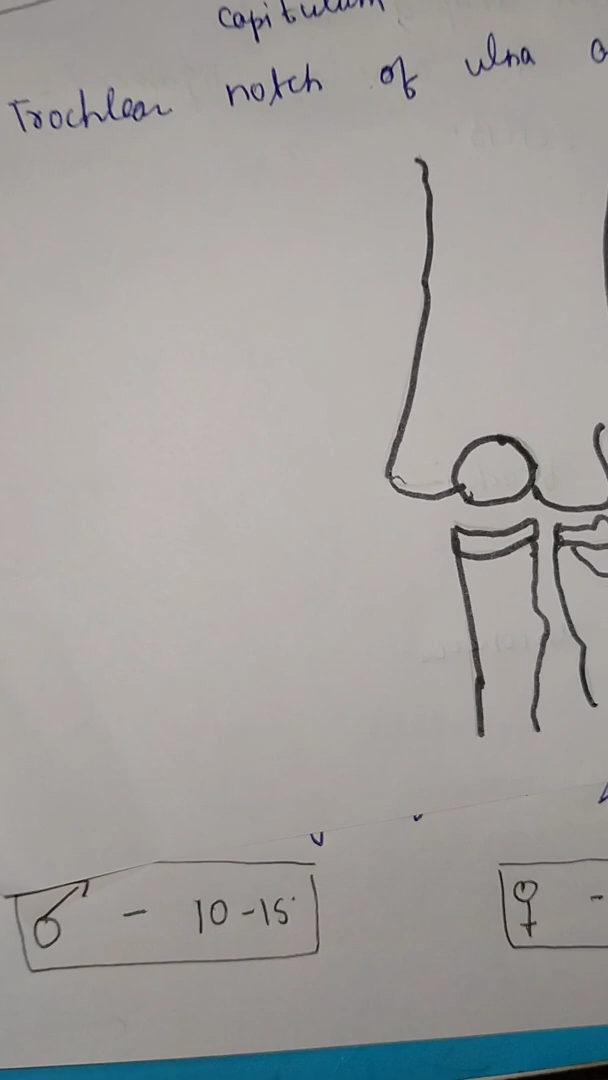 capitulum
Trochlear notch of ulna
♂ - 10-15°
♀ -